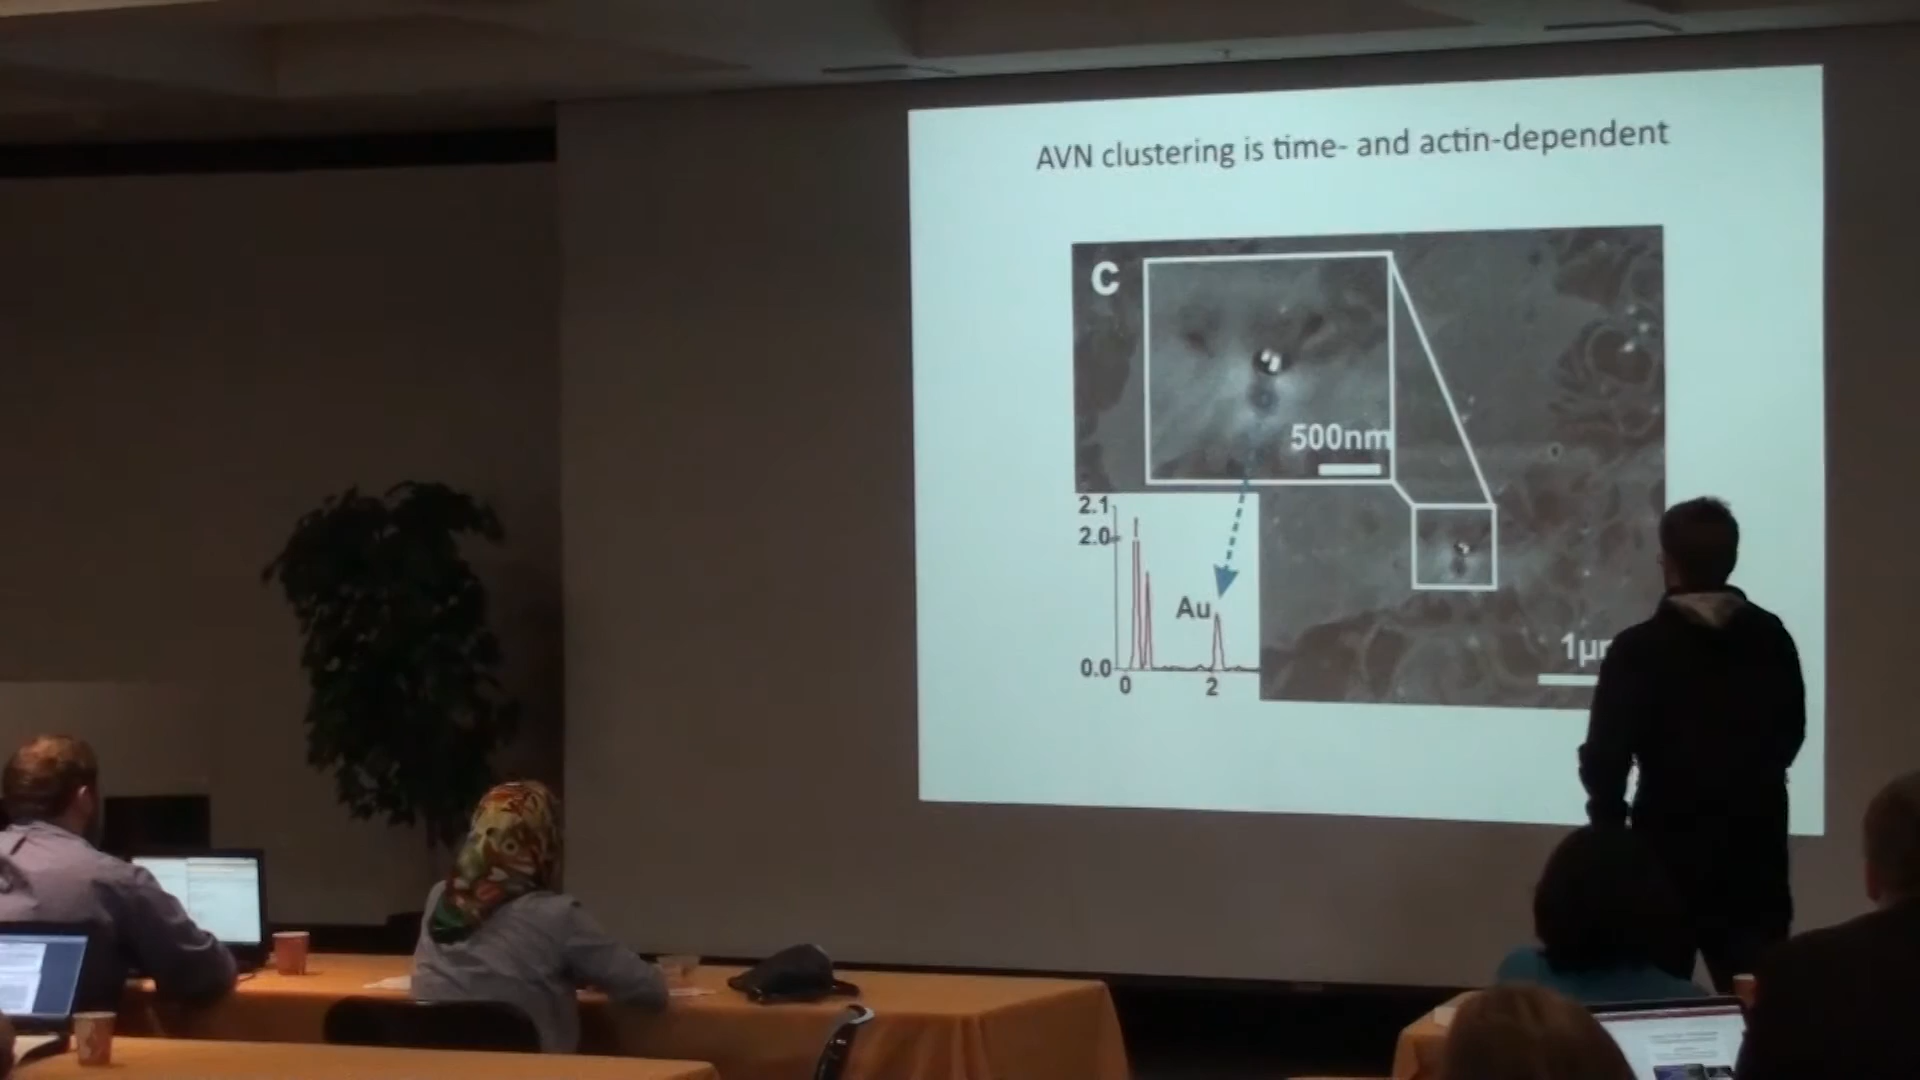 AVN clustering is time- and actin-dependent
C
500nm
2.1
2.0
Au
0.0
0
2